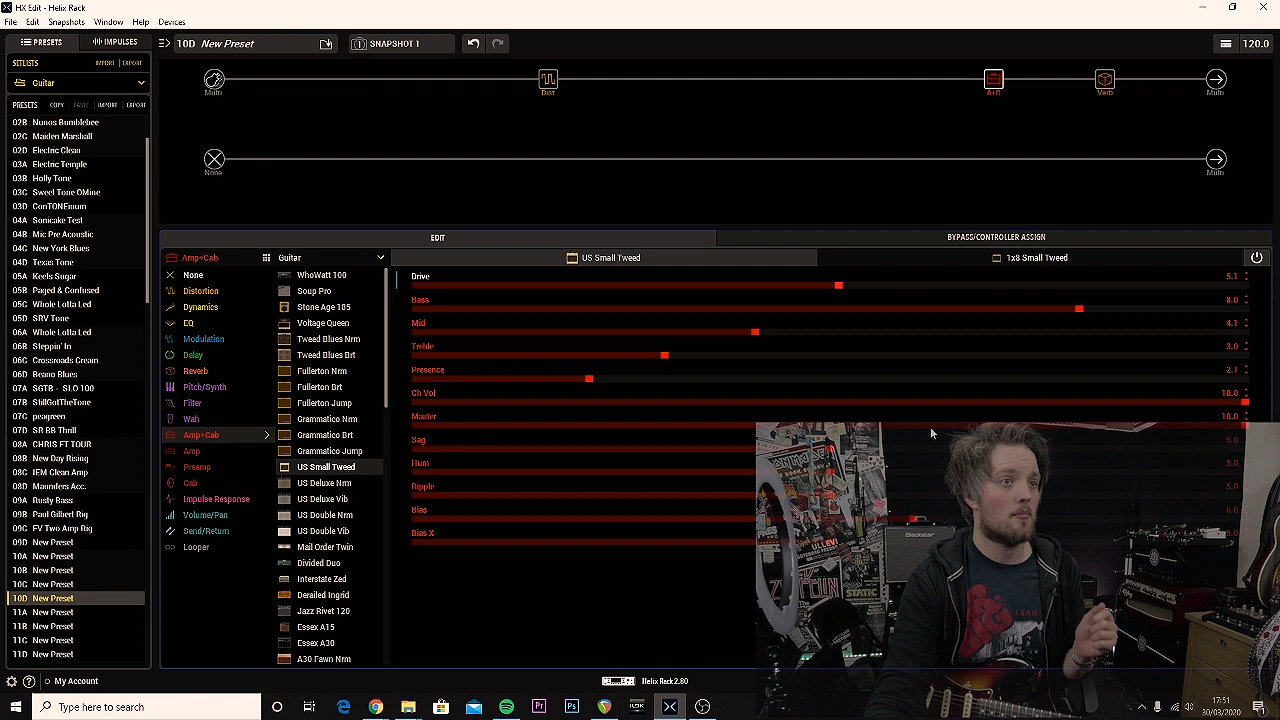 HX Edit - Helix Rack
File Edit Snapshots Window Help Devices
PRESETS IMPULSES
10D New Preset
SNAPSHOT 1
120.0
SETLISTS IMPORT EXPORT
Guitar
PRESETS COPY PASTE IMPORT EXPORT
02B Nunos Bumblebee
02C Maiden Marshall
02D Electric Clean
03A Electric Temple
03B Holly Tone
03C Sweet Tone OMine
03D ConTONEiuum
04A Sonicake Test
04B Mic Pre Acoustic
04C New York Blues
04D Texas Tone
05A Keels Sugar
05B Paged & Confused
05C Whole Lotta Led
05D SRV Tone
06A Whole Lotta Led
06B Steppin' In
06C Crossroads Cream
06D Beano Blues
07A SGTB - SLO 100
07B StillGotTheTone
07C peagreen
07D SR BB Thrill
08A CHRIS FT TOUR
08B New Day Rising
08C IEM Clean Amp
08D Maunders Acc.
09A Rusty Bass
09B Paul Gilbert Rig
09C FV Two Amp Rig
09D New Preset
10A New Preset
10B New Preset
10C New Preset
10D New Preset
11A New Preset
11B New Preset
11C New Preset
11D New Preset
Multi Dist A+C Verb Multi
None Multi
EDIT BYPASS/CONTROLLER ASSIGN
Amp+Cab Guitar US Small Tweed 1x8 Small Tweed
None
Distortion
Dynamics
EQ
Modulation
Delay
Reverb
Pitch/Synth
Filter
Wah
Amp+Cab
Amp
Preamp
Cab
Impulse Response
Volume/Pan
Send/Return
Looper
WhoWatt 100
Soup Pro
Stone Age 185
Voltage Queen
Tweed Blues Nrm
Tweed Blues Brt
Fullerton Nrm
Fullerton Brt
Fullerton Jump
Grammatico Nrm
Grammatico Brt
Grammatico Jump
US Small Tweed
US Deluxe Nrm
US Deluxe Vib
US Double Nrm
US Double Vib
Mail Order Twin
Divided Duo
Interstate Zed
Derailed Ingrid
Jazz Rivet 120
Essex A15
Essex A30
A30 Fawn Nrm
Drive 5.1
Bass 8.0
Mid 4.1
Treble 3.0
Presence 2.1
Ch Vol 10.0
Master 10.0
Sag 5.0
Hum 5.0
Ripple 5.0
Bias 6.0
Bias X 5.0
Blackstar
STATIC
My Account
Helix Rack 2.80
Type here to search
17:51
30/03/2020